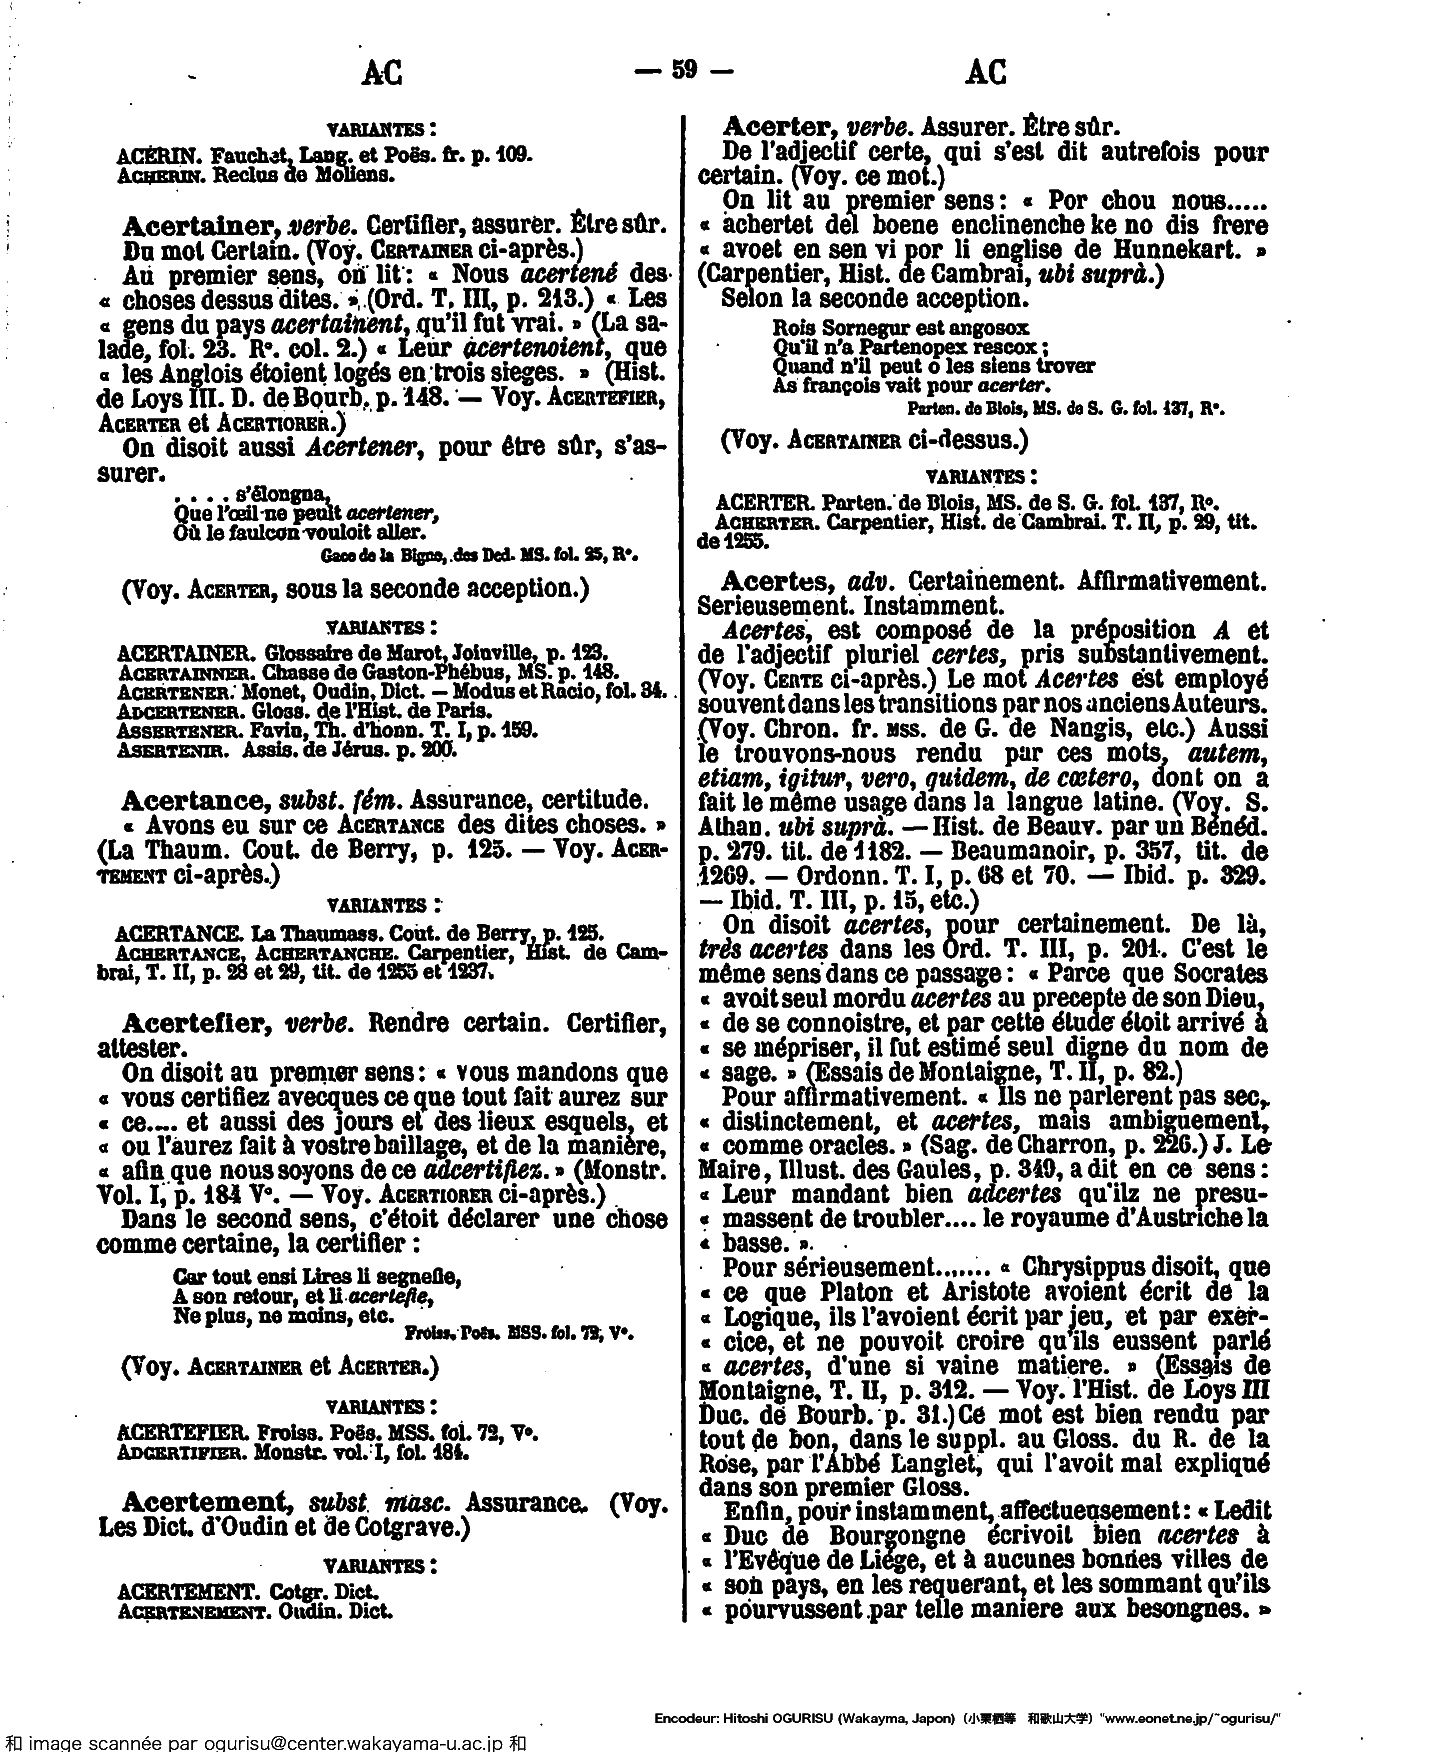 AC — 59 — AC
VARIANTES :
ACÉRIN. Fauchet, Lang. et Poës. fr. p. 109.
ACHERIN. Reclus de Moliens.
Acertainer, verbe. Certifier, assurer. Être sûr.
Du mot Certain. (Voy. CERTAINER ci-après.)
Au premier sens, on lit : « Nous acertené des
« choses dessus dites. » (Ord. T. III, p. 213.) « Les
« gens du pays acertainent, qu'il fut vrai. » (La sa-
lade, fol. 23. R°. col. 2.) « Leur acertenoient, que
« les Anglois étoient logés en trois sieges. » (Hist.
de Loys III. D. de Bourb. p. 148. — Voy. ACERTEFIER,
ACERTER et ACERTIORER.)
On disoit aussi Acertener, pour être sûr, s'as-
surer.
. . . . s'élongna,
Que l'œil ne peult acertener,
Où le faulcon vouloit aller.
Gace de la Bigne, des Ded. MS. fol. 25, R°.
(Voy. ACERTER, sous la seconde acception.)
VARIANTES :
ACERTAINER. Glossaire de Marot, Joinville, p. 123.
ACERTAINNER. Chasse de Gaston-Phébus, MS. p. 148.
ACERTENER. Monet, Oudin, Dict. — Modus et Racio, fol. 34.
ADCERTENER. Gloss. de l'Hist. de Paris.
ASSERTENER. Favin, Th. d'honn. T. I, p. 159.
ASERTENIR. Assis. de Jérus. p. 200.
Acertance, subst. fém. Assurance, certitude.
« Avons eu sur ce ACERTANCE des dites choses. »
(La Thaum. Cout. de Berry, p. 125. — Voy. ACER-
TEMENT ci-après.)
VARIANTES :
ACERTANCE. La Thaumass. Cout. de Berry, p. 125.
ACHERTANCE, ACHERTANCHE. Carpentier, Hist. de Cam-
brai, T. II, p. 28 et 29, tit. de 1255 et 1237.
Acertefier, verbe. Rendre certain. Certifier,
attester.
On disoit au premier sens : « vous mandons que
« vous certifiez avecques ce que tout fait aurez sur
« ce.... et aussi des jours et des lieux esquels, et
« ou l'aurez fait à vostre baillage, et de la manière,
« afin que nous soyons de ce adcertifiez. » (Monstr.
Vol. I, p. 184 V°. — Voy. ACERTIORER ci-après.)
Dans le second sens, c'étoit déclarer une chose
comme certaine, la certifier :
Car tout ensi Lires li segnefie,
A son retour, et li acertefie,
Ne plus, ne moins, etc.
Froiss. Poës. MSS. fol. 72, V°.
(Voy. ACERTAINER et ACERTER.)
VARIANTES :
ACERTEFIER. Froiss. Poës. MSS. fol. 72, V°.
ADCERTIFIER. Monstr. vol. I, fol. 184.
Acertement, subst. masc. Assurance. (Voy.
Les Dict. d'Oudin et de Cotgrave.)
VARIANTES :
ACERTEMENT. Cotgr. Dict.
ACERTENEMENT. Oudin. Dict.
Acerter, verbe. Assurer. Être sûr.
De l'adjectif certe, qui s'est dit autrefois pour
certain. (Voy. ce mot.)
On lit au premier sens : « Por chou nous.....
« achertet del boene enclinenche ke no dis frere
« avoet en sen vi por li englise de Hunnekart. »
(Carpentier, Hist. de Cambrai, ubi suprà.)
Selon la seconde acception.
Rois Sornegur est angosox
Qu'il n'a Partenopex rescox ;
Quand n'il peut o les siens trover
As françois vait pour acerter.
Parten. de Blois, MS. de S. G. fol. 137, R°.
(Voy. ACERTAINER ci-dessus.)
VARIANTES :
ACERTER. Parten. de Blois, MS. de S. G. fol. 137, R°.
ACHERTER. Carpentier, Hist. de Cambrai. T. II, p. 29, tit.
de 1255.
Acertes, adv. Certainement. Affirmativement.
Serieusement. Instamment.
Acertes, est composé de la préposition A et
de l'adjectif pluriel certes, pris substantivement.
(Voy. CERTE ci-après.) Le mot Acertes est employé
souvent dans les transitions par nos anciens Auteurs.
(Voy. Chron. fr. MSS. de G. de Nangis, etc.) Aussi
le trouvons-nous rendu par ces mots, autem,
etiam, igitur, vero, quidem, de cœtero, dont on a
fait le même usage dans la langue latine. (Voy. S.
Athan. ubi suprà. — Hist. de Beauv. par un Bénéd.
p. 279. tit. de 1182. — Beaumanoir, p. 357, tit. de
1269. — Ordonn. T. I, p. 68 et 70. — Ibid. p. 329.
— Ibid. T. III, p. 15, etc.)
On disoit acertes, pour certainement. De là,
très acertes dans les Ord. T. III, p. 201. C'est le
même sens dans ce passage : « Parce que Socrates
« avoit seul mordu acertes au precepte de son Dieu,
« de se connoistre, et par cette étude étoit arrivé à
« se mépriser, il fut estimé seul digne du nom de
« sage. » (Essais de Montaigne, T. II, p. 82.)
Pour affirmativement. « Ils ne parlerent pas sec,
« distinctement, et acertes, mais ambiguement,
« comme oracles. » (Sag. de Charron, p. 226.) J. Le
Maire, Illust. des Gaules, p. 349, a dit en ce sens :
« Leur mandant bien adcertes qu'ilz ne presu-
« massent de troubler.... le royaume d'Austriche la
« basse. ».
Pour sérieusement....... « Chrysippus disoit, que
« ce que Platon et Aristote avoient écrit de la
« Logique, ils l'avoient écrit par jeu, et par exer-
« cice, et ne pouvoit croire qu'ils eussent parlé
« acertes, d'une si vaine matiere. » (Essais de
Montaigne, T. II, p. 312. — Voy. l'Hist. de Loys III
Duc. de Bourb. p. 31.) Ce mot est bien rendu par
tout de bon, dans le suppl. au Gloss. du R. de la
Rose, par l'Abbé Langlet, qui l'avoit mal expliqué
dans son premier Gloss.
Enfin, pour instamment, affectueusement : « Ledit
« Duc de Bourgongne écrivoit bien acertes à
« l'Evêque de Liége, et à aucunes bonnes villes de
« son pays, en les requerant, et les sommant qu'ils
« pourvussent par telle maniere aux besongnes. »
Encodeur: Hitoshi OGURISU (Wakayma, Japon)（小栗栖等 和歌山大学）"www.eonet.ne.jp/~ogurisu/"
和 image scannée par ogurisu@center.wakayama-u.ac.jp 和